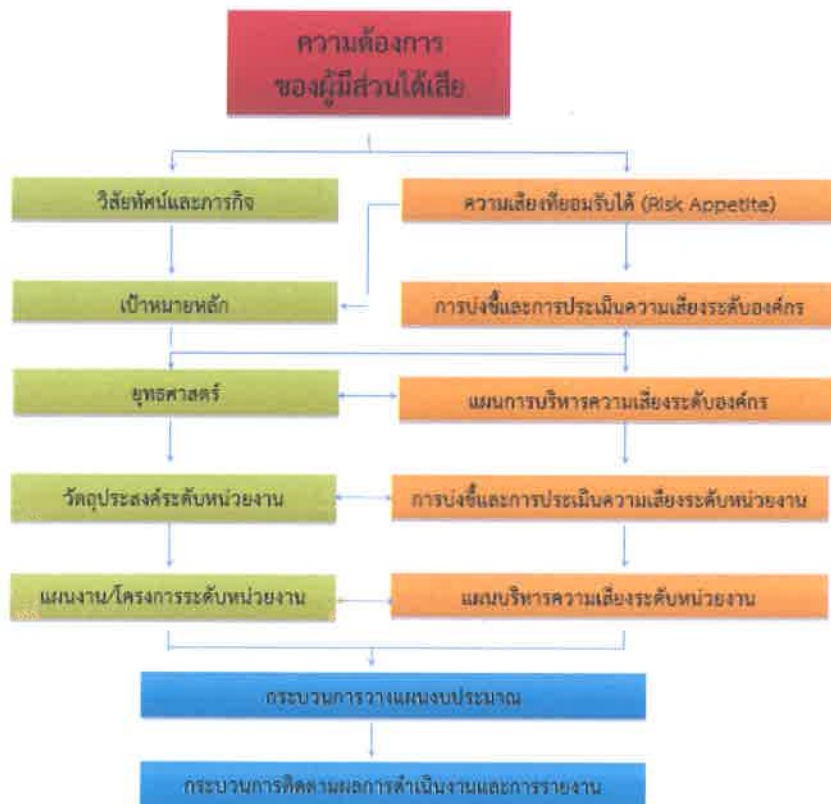 ความต้องการ
ของผู้มีส่วนได้เสีย
วิสัยทัศน์และภารกิจ
ความเสี่ยงที่ยอมรับได้ (Risk Appetite)
เป้าหมายหลัก
การบ่งชี้และการประเมินความเสี่ยงระดับองค์กร
ยุทธศาสตร์
แผนการบริหารความเสี่ยงระดับองค์กร
วัตถุประสงค์ระดับหน่วยงาน
การบ่งชี้และการประเมินความเสี่ยงระดับหน่วยงาน
แผนงาน/โครงการระดับหน่วยงาน
แผนบริหารความเสี่ยงระดับหน่วยงาน
กระบวนการวางแผนงบประมาณ
กระบวนการติดตามผลการดำเนินงานและการรายงาน